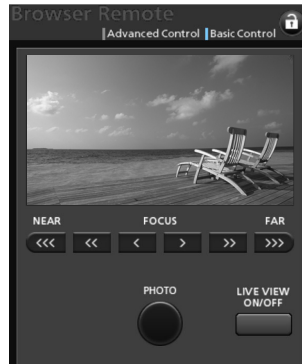 Browser Remote
Advanced Control Basic Control
NEAR FOCUS FAR
<<< << < > >> >>>
PHOTO LIVE VIEW
ON/OFF